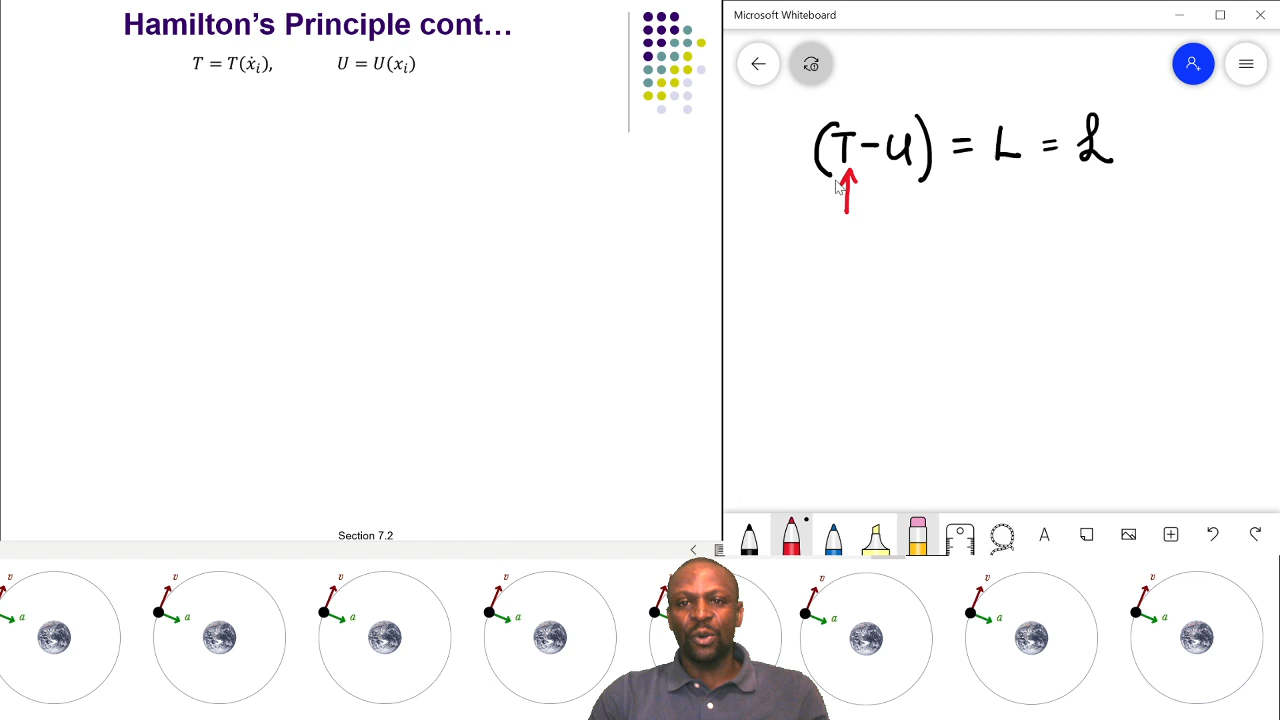 Hamilton’s Principle cont…
T = T(ẋᵢ), U = U(xᵢ)
Section 7.2
Microsoft Whiteboard
(T-U) = L = ℒ
A
v v v v v v v
a a a a a a a